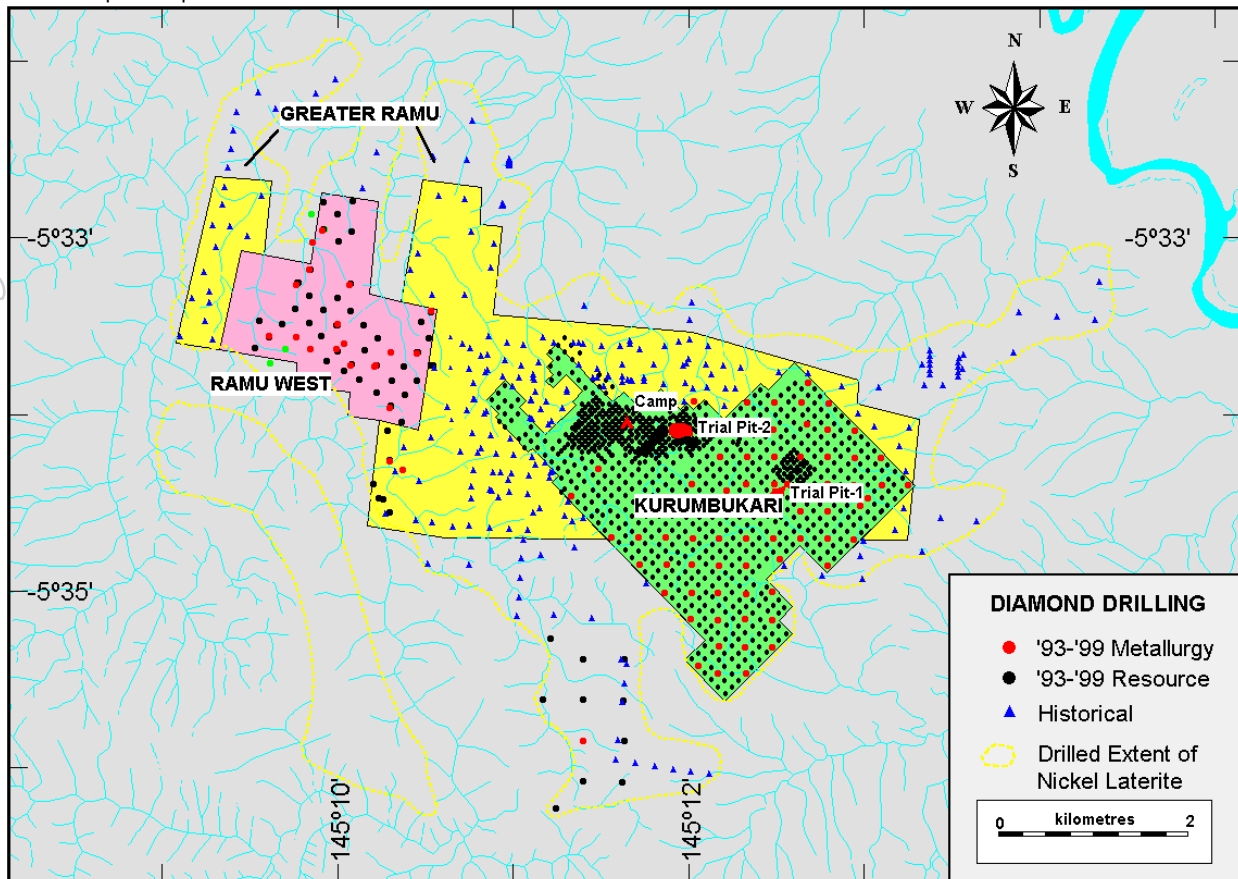 N
W E
S
GREATER RAMU
-5º33'
-5º33'
RAMU WEST
Camp
Trial Pit-2
Trial Pit-1
KURUMBUKARI
-5º35'
145º10'
145º12'
DIAMOND DRILLING
'93-'99 Metallurgy
'93-'99 Resource
Historical
Drilled Extent of
Nickel Laterite
0 kilometres 2